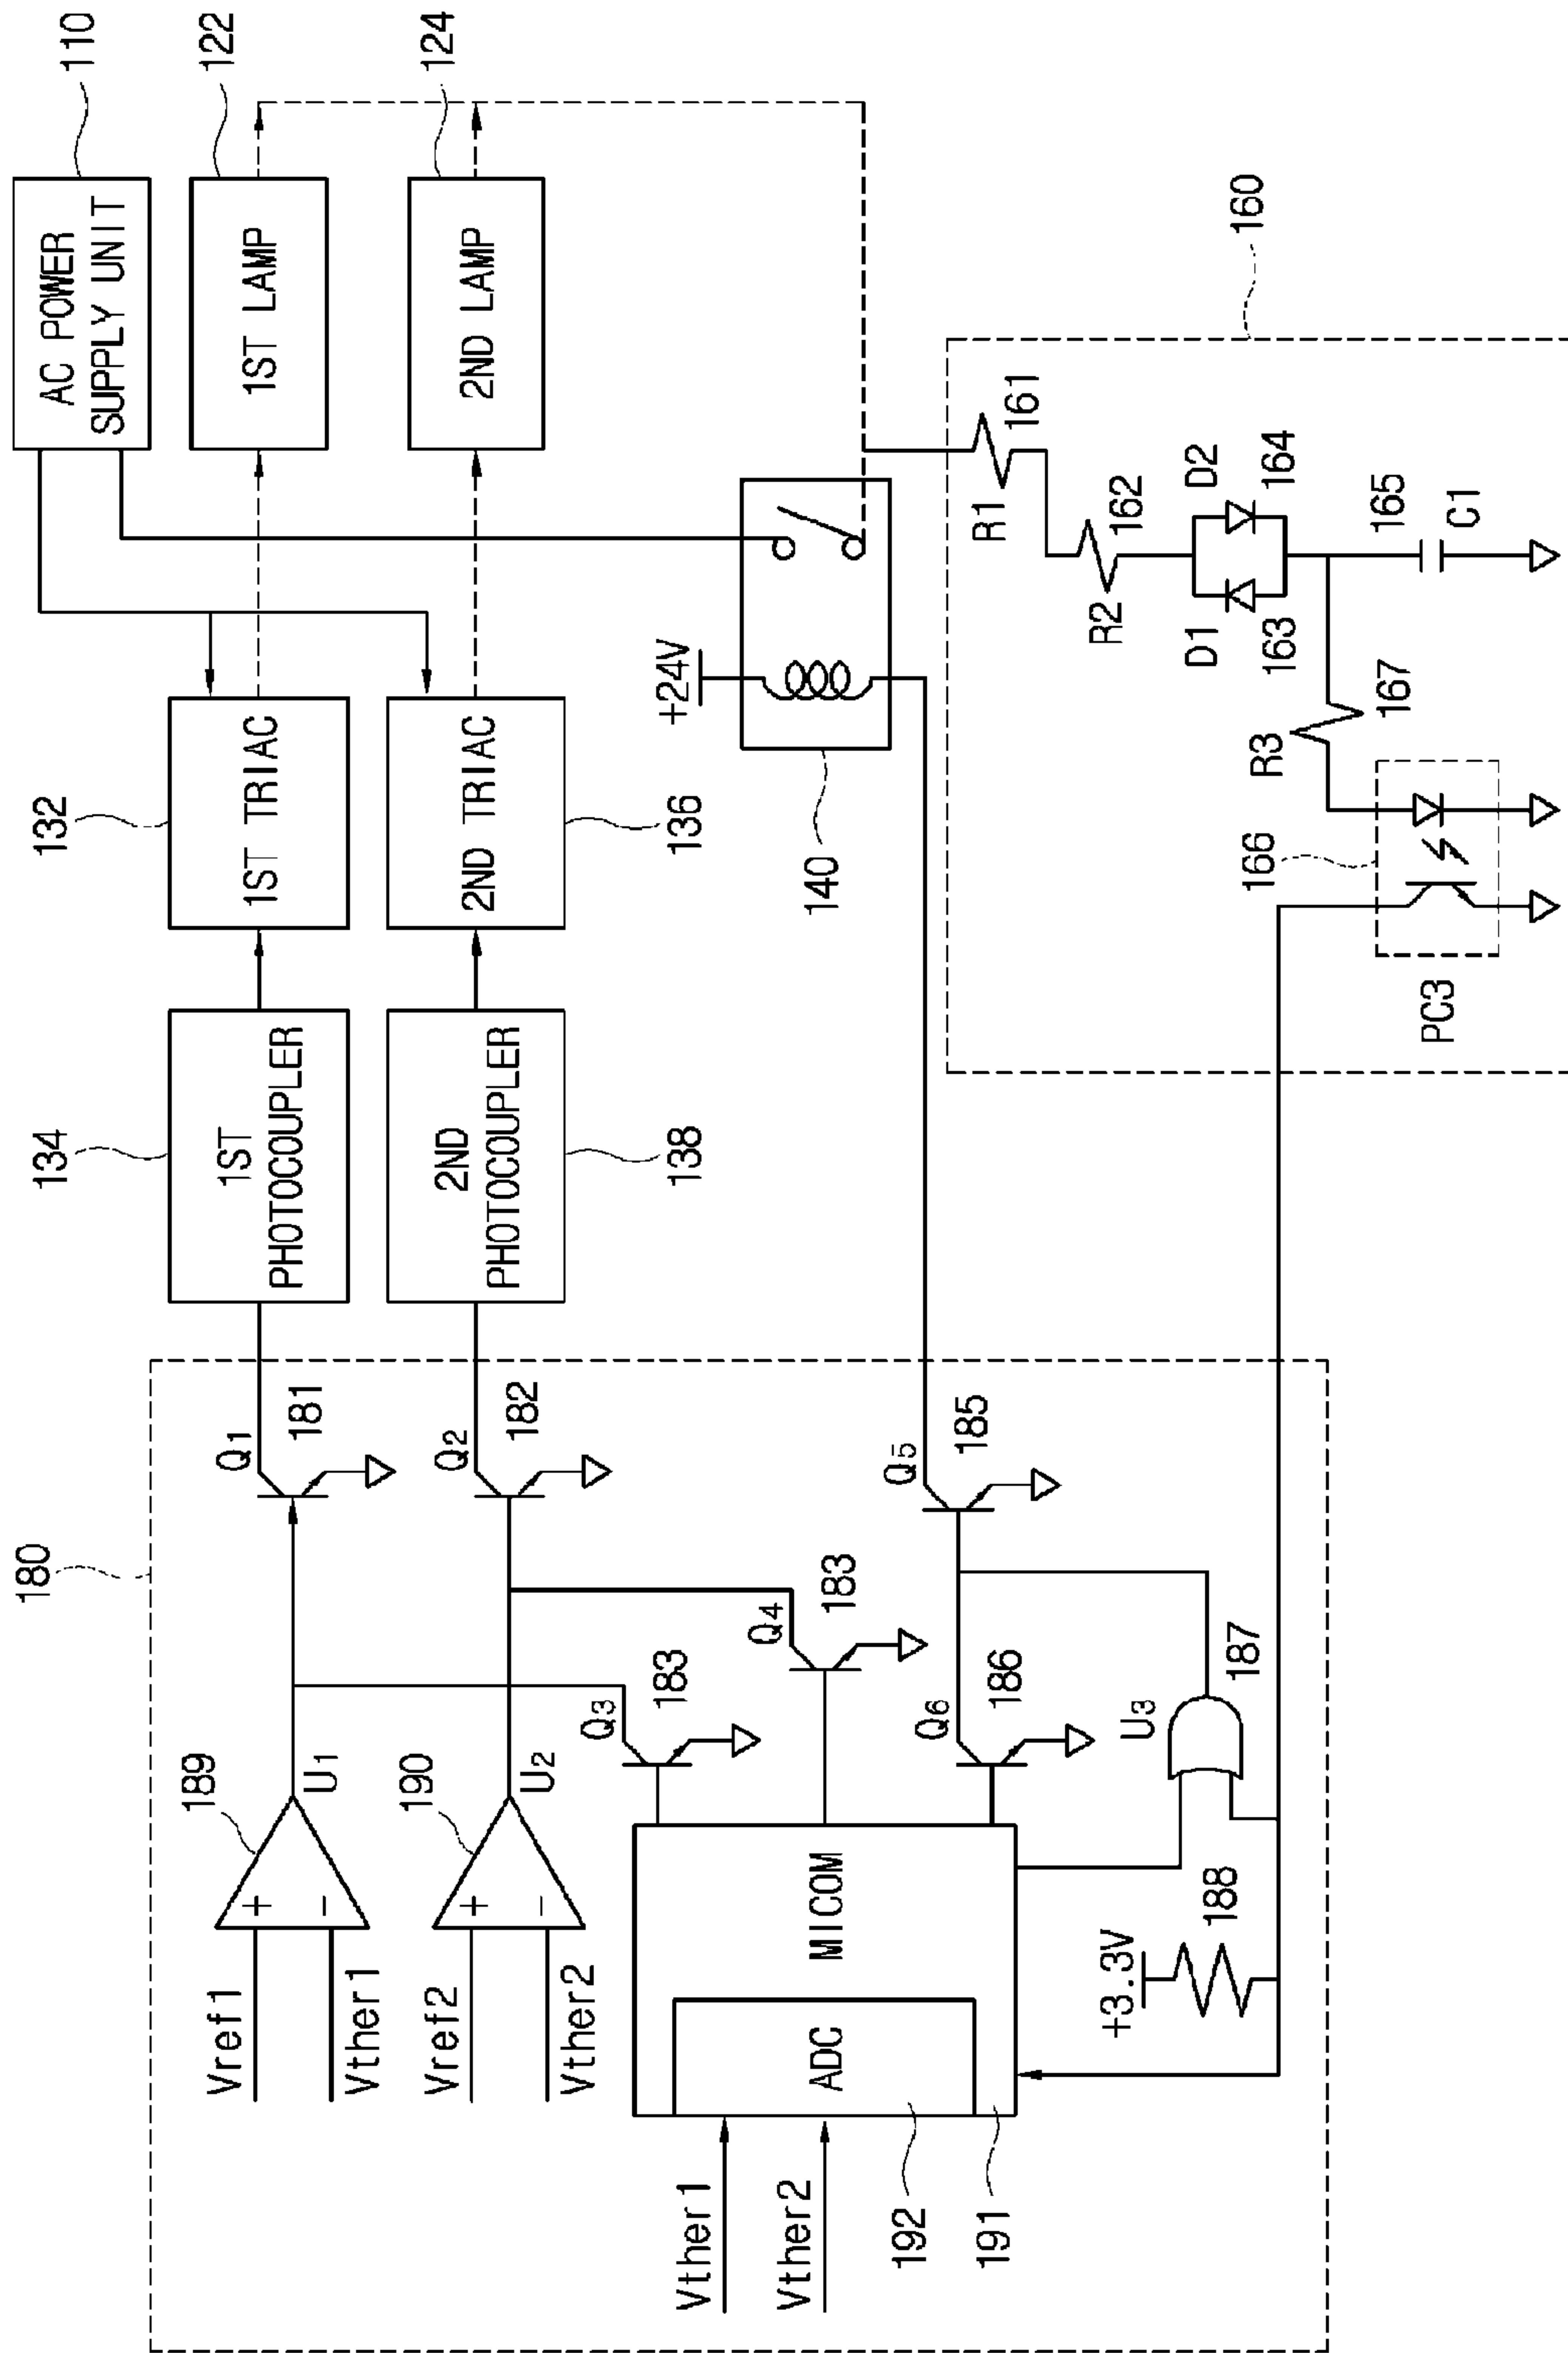 110
AC POWER
SUPPLY UNIT
122
1ST LAMP
124
2ND LAMP
132
1ST TRIAC
136
2ND TRIAC
134
1ST
PHOTOCOUPLER
138
2ND
PHOTOCOUPLER
140
+24V
160
R1
161
R2
162
D1
163
D2
164
165
C1
R3
167
166
PC3
180
Q1
181
Q2
182
Q3
183
Q4
183
Q5
185
Q6
186
U3
187
188
+3.3V
189
U1
+
-
Vref1
Vther1
190
U2
+
-
Vref2
Vther2
MICOM
ADC
Vther1
Vther2
192
191